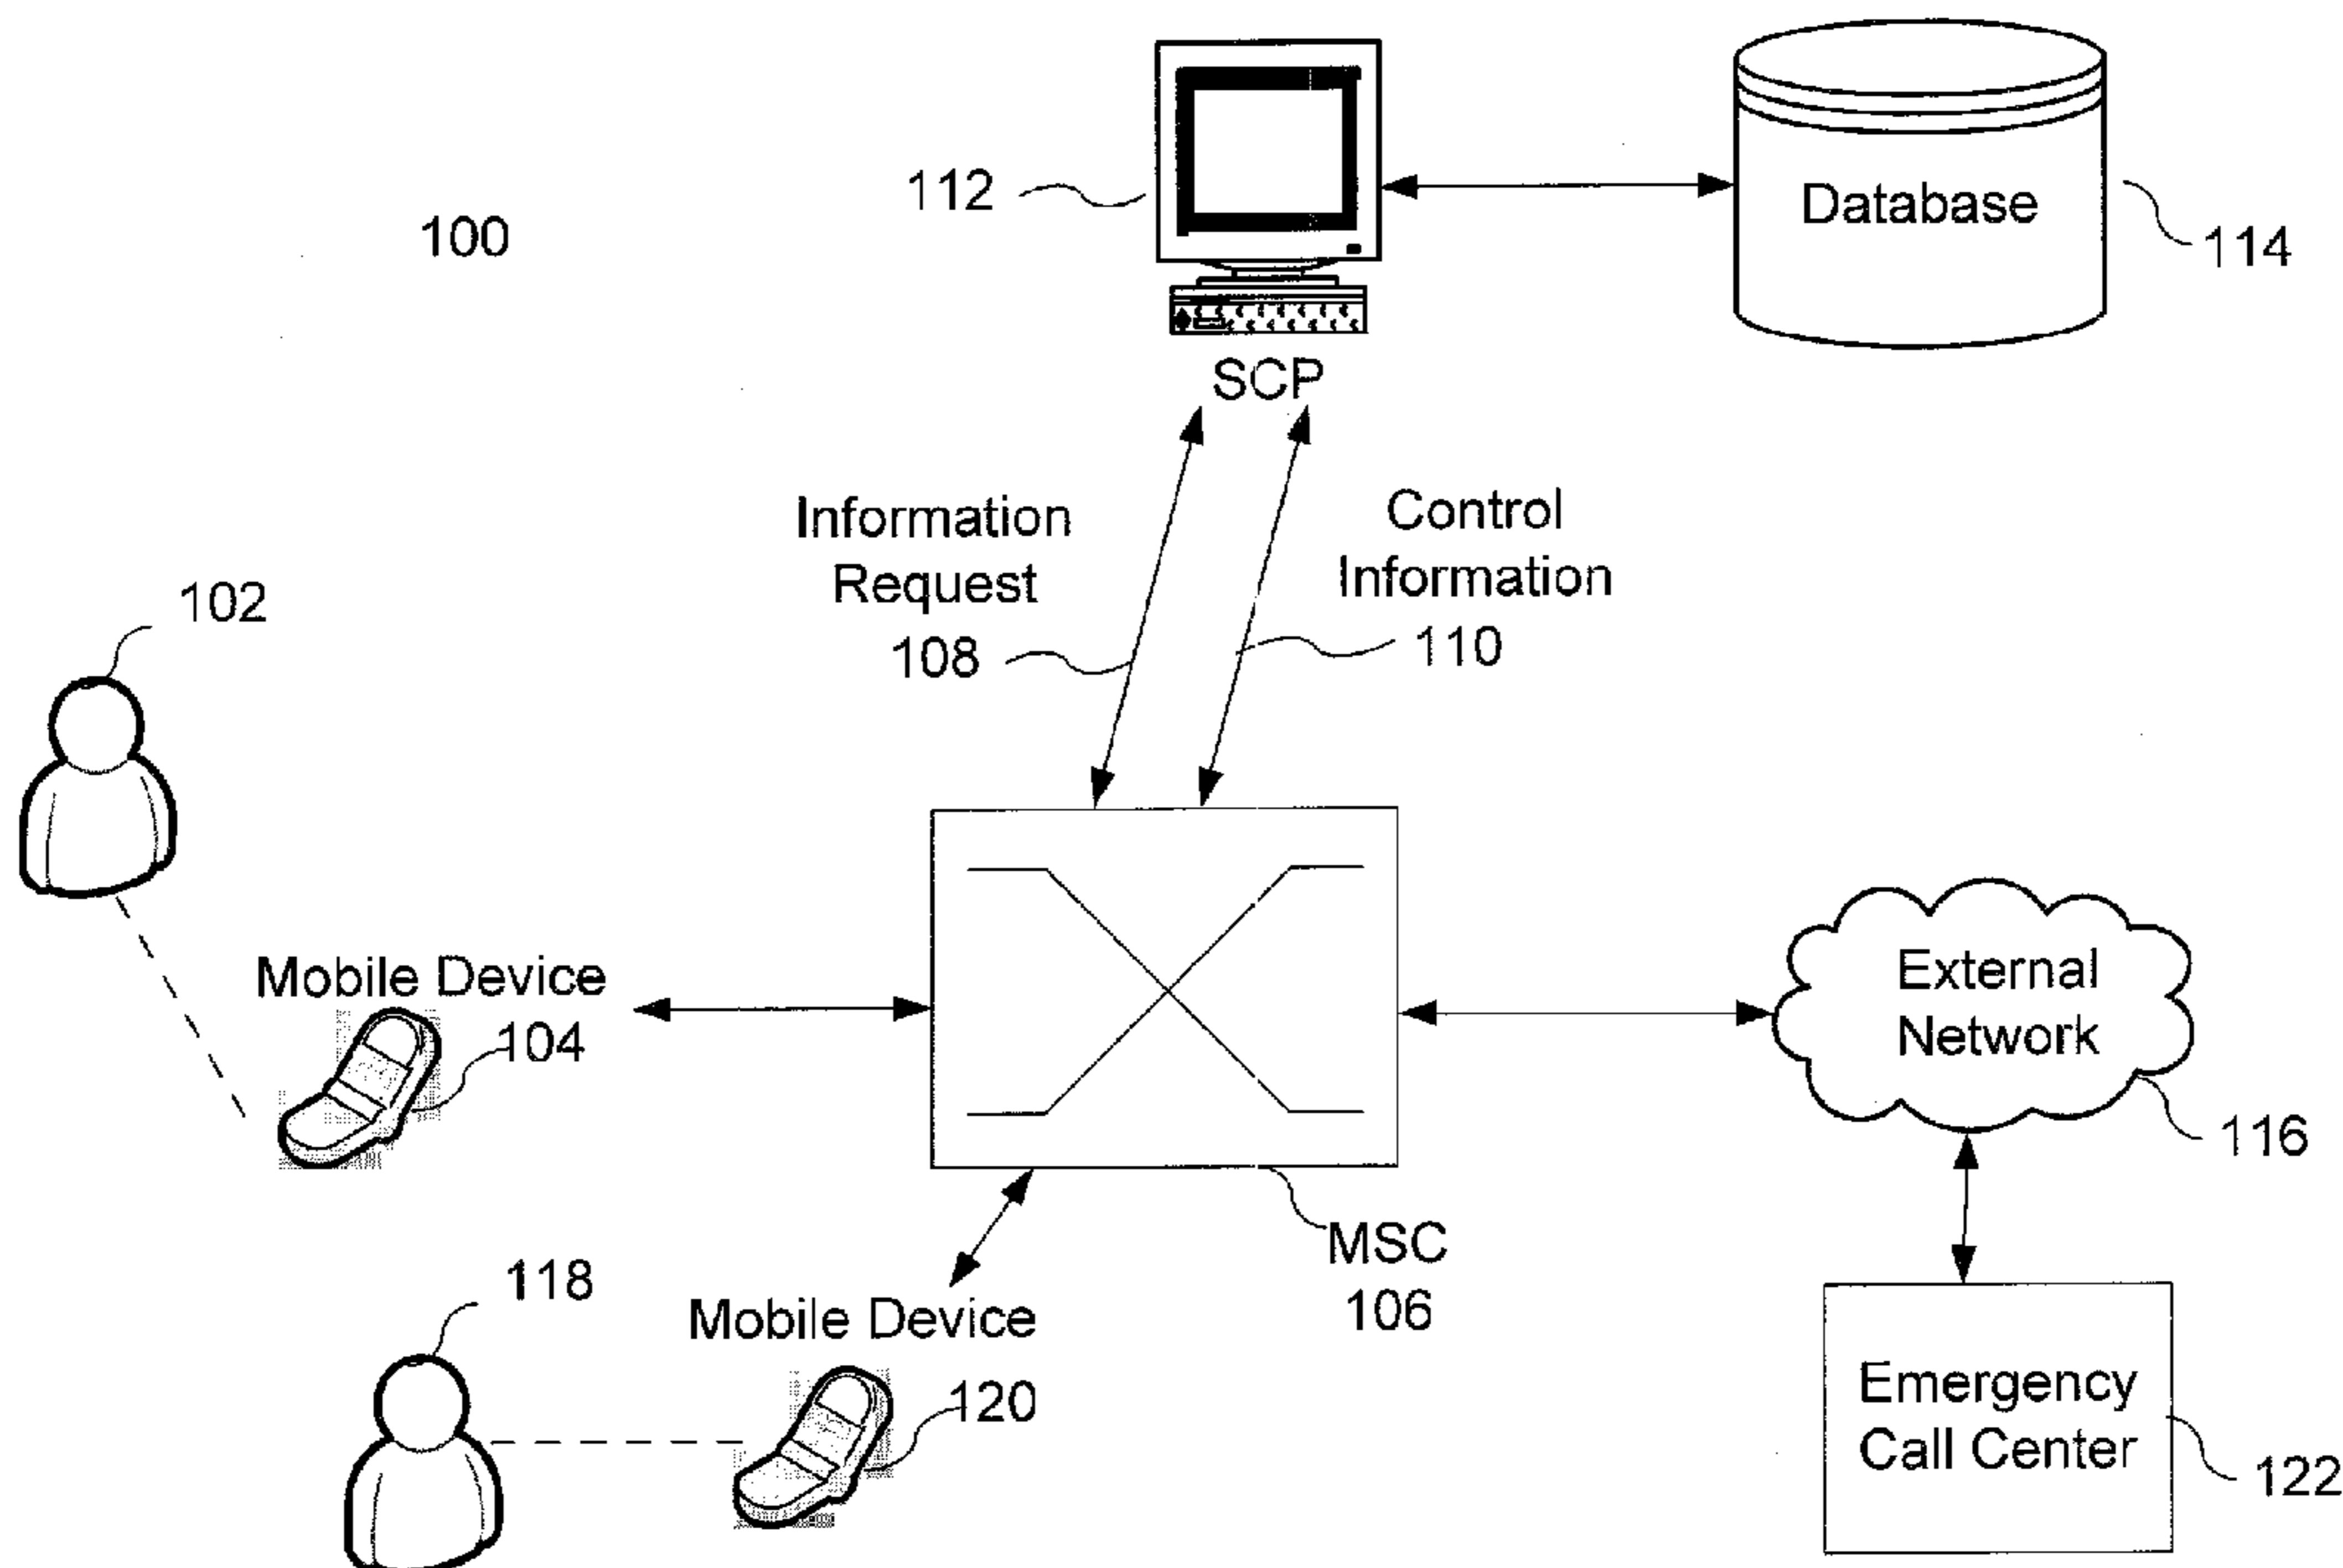 112
Database
114
100
SCP
Information
Request
108
Control
Information
110
102
Mobile Device
104
External
Network
116
MSC
106
118
Mobile Device
120
Emergency
Call Center
122